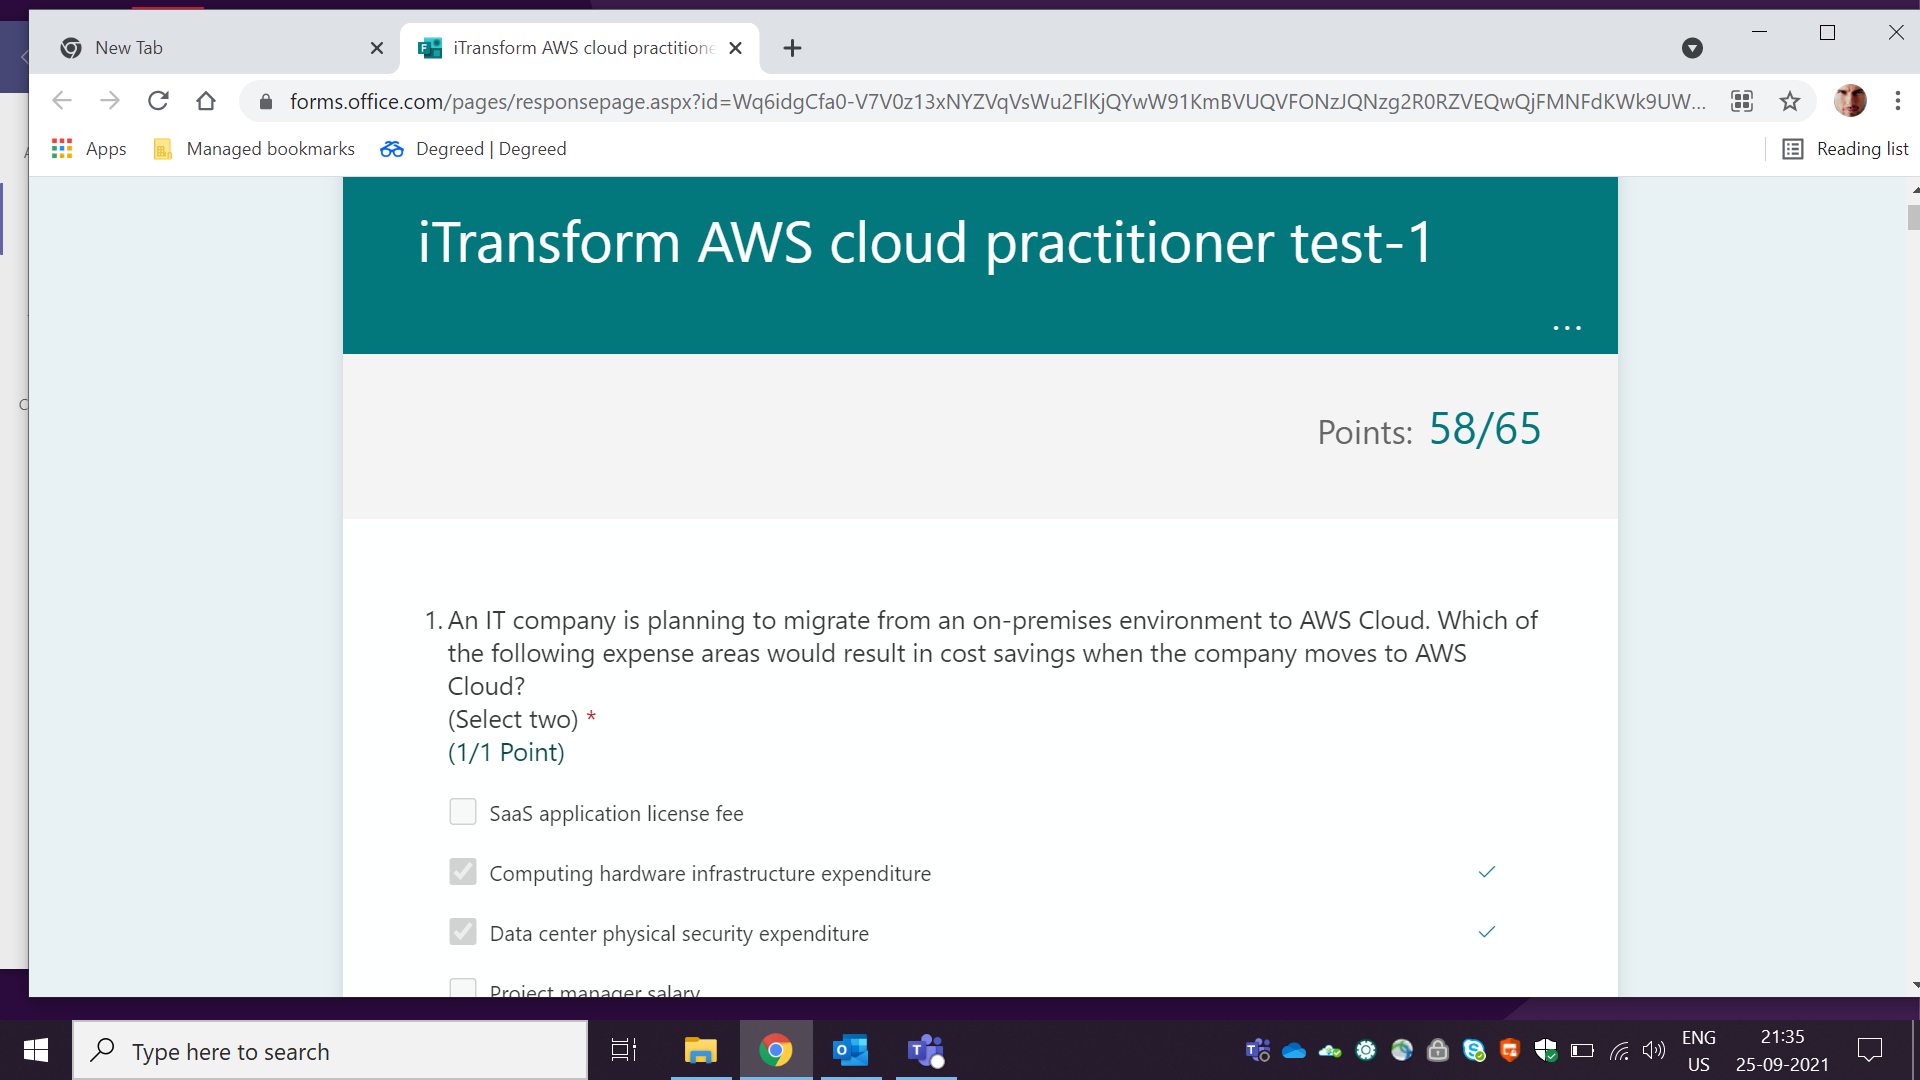 New Tab
iTransform AWS cloud practitione
forms.office.com/pages/responsepage.aspx?id=Wq6idgCfa0-V7V0z13xNYZVqVsWu2FlKjQYwW91KmBVUQVFONzJQNzg2R0RZVEQwQjFMNFdKWk9UW...
Apps
Managed bookmarks
Degreed | Degreed
Reading list
iTransform AWS cloud practitioner test-1
...
Points: 58/65
1. An IT company is planning to migrate from an on-premises environment to AWS Cloud. Which of
the following expense areas would result in cost savings when the company moves to AWS
Cloud?
(Select two) *
(1/1 Point)
SaaS application license fee
Computing hardware infrastructure expenditure
Data center physical security expenditure
Project manager salary
Type here to search
ENG
US
21:35
25-09-2021